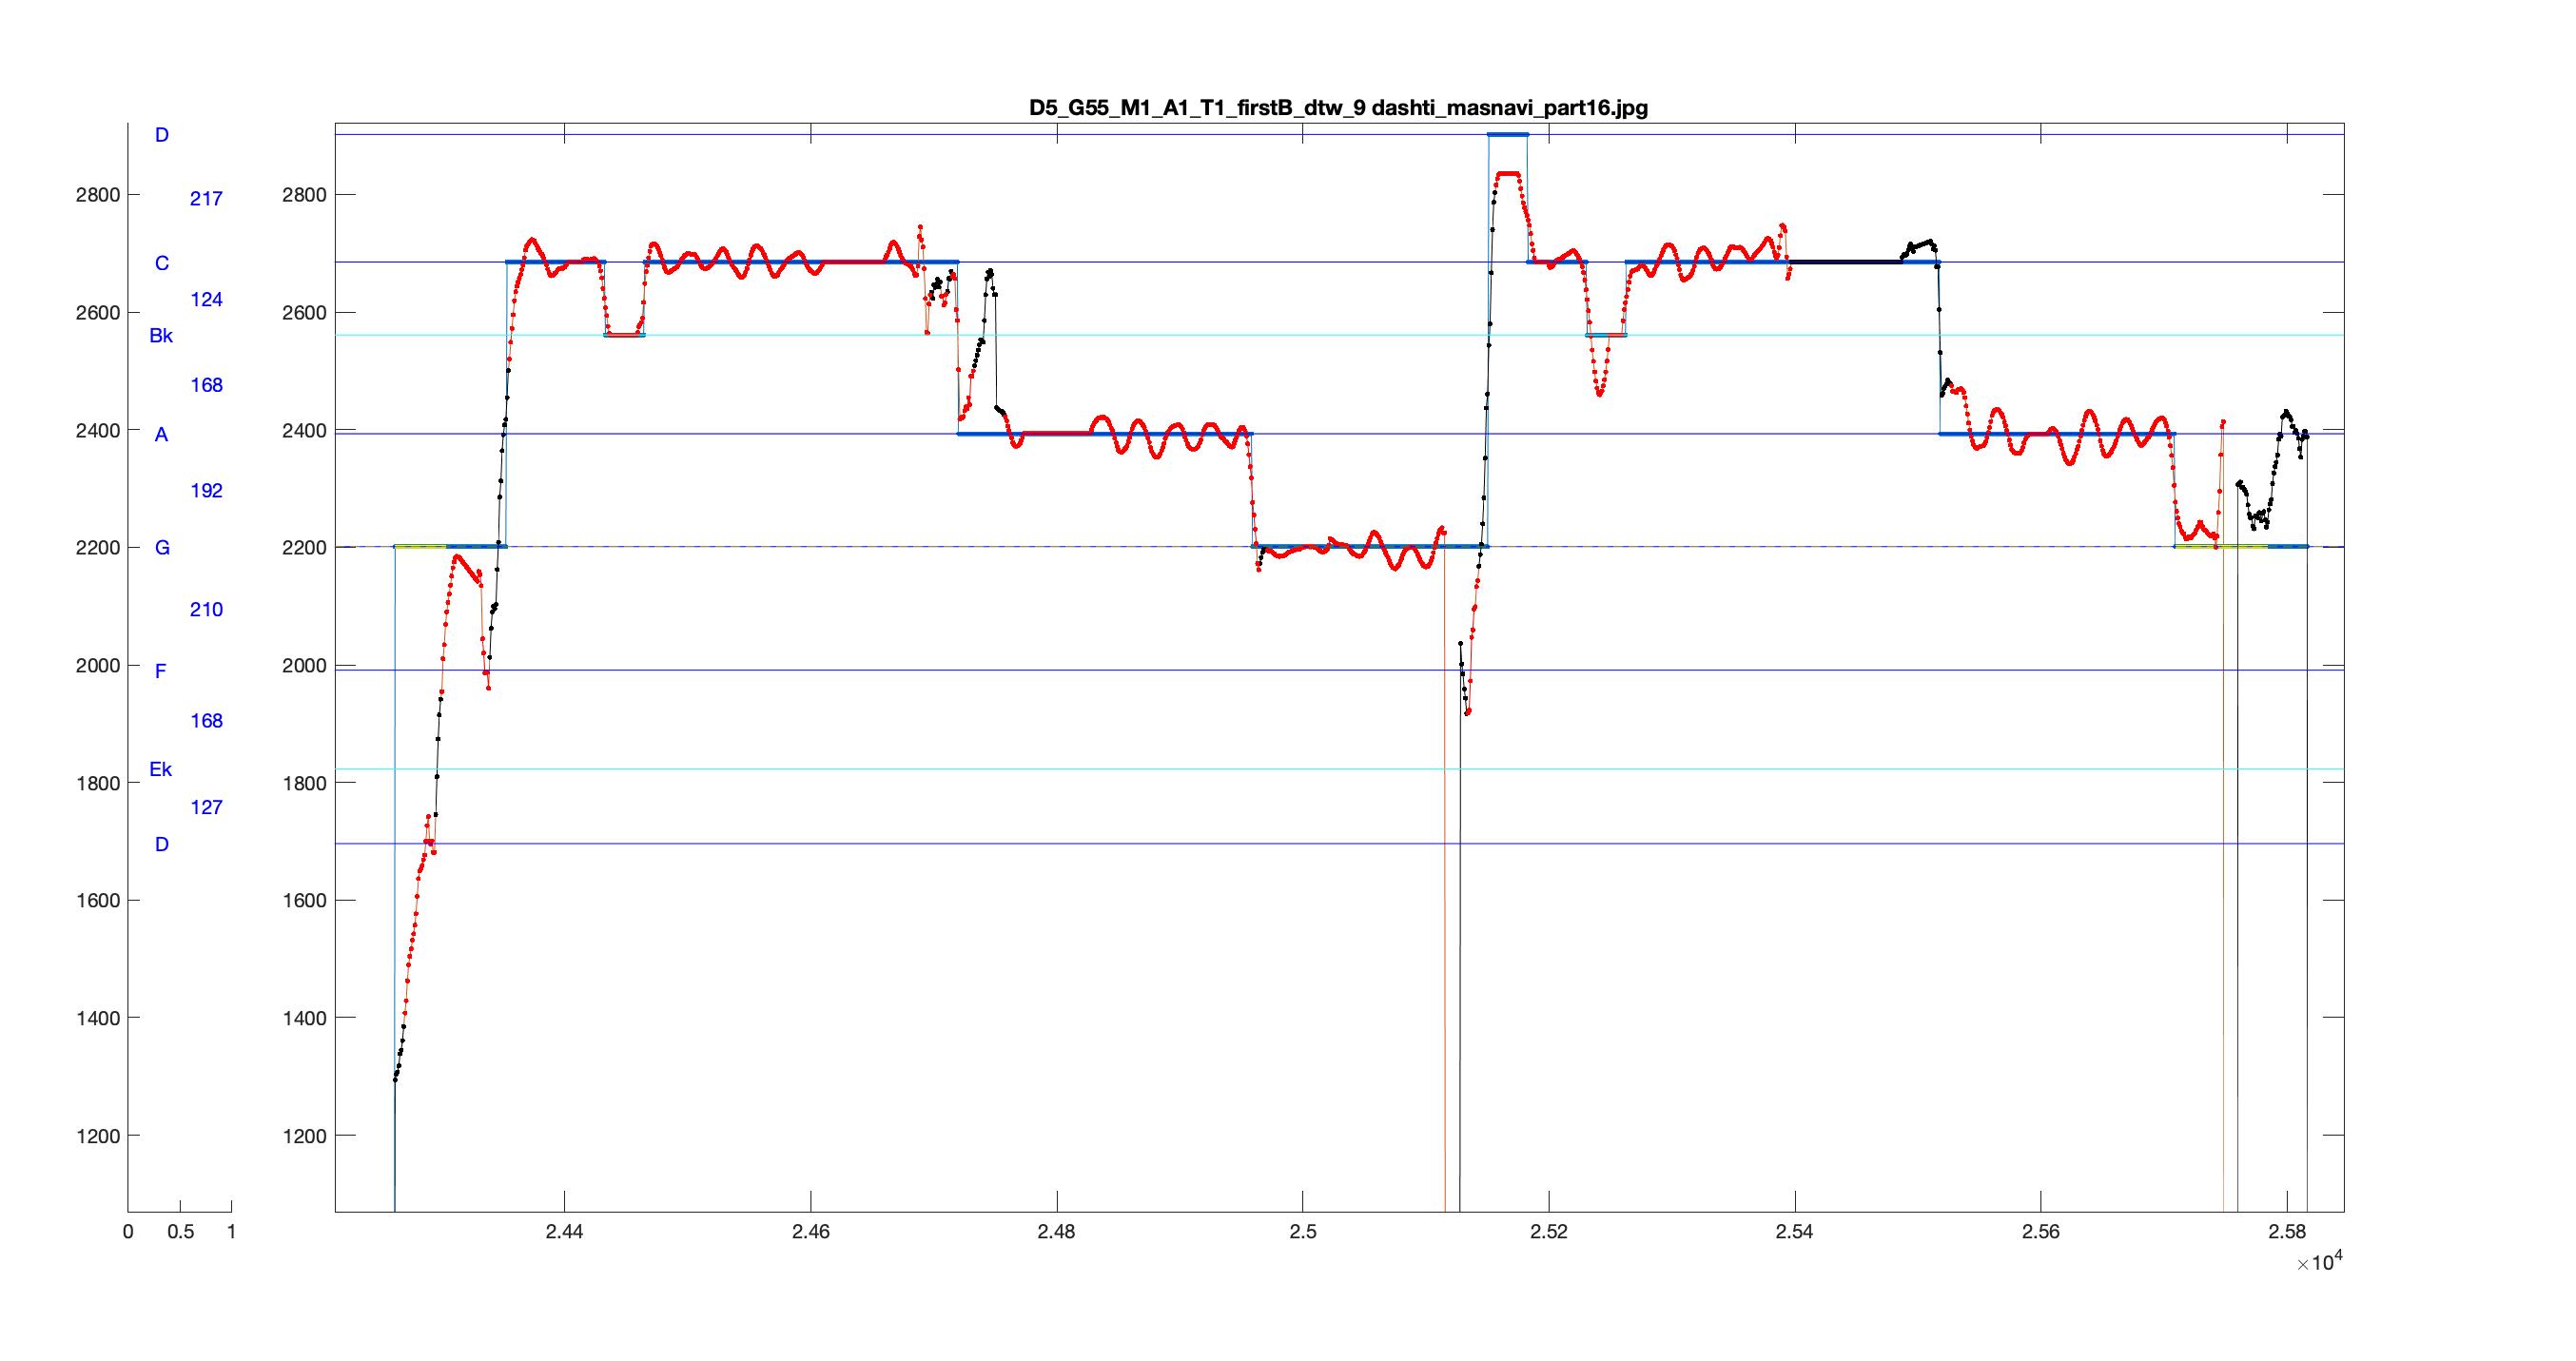 D5_G55_M1_A1_T1_firstB_dtw_9 dashti_masnavi_part16.jpg
D
2800 217 2800
C
124
2600 2600
Bk
168
2400 A 2400
192
2200 G 2200
210
2000 F 2000
168
1800 Ek 1800
127
D
1600 1600
1400 1400
1200 1200
0 0.5 1 2.44 2.46 2.48 2.5 2.52 2.54 2.56 2.58
×10⁴